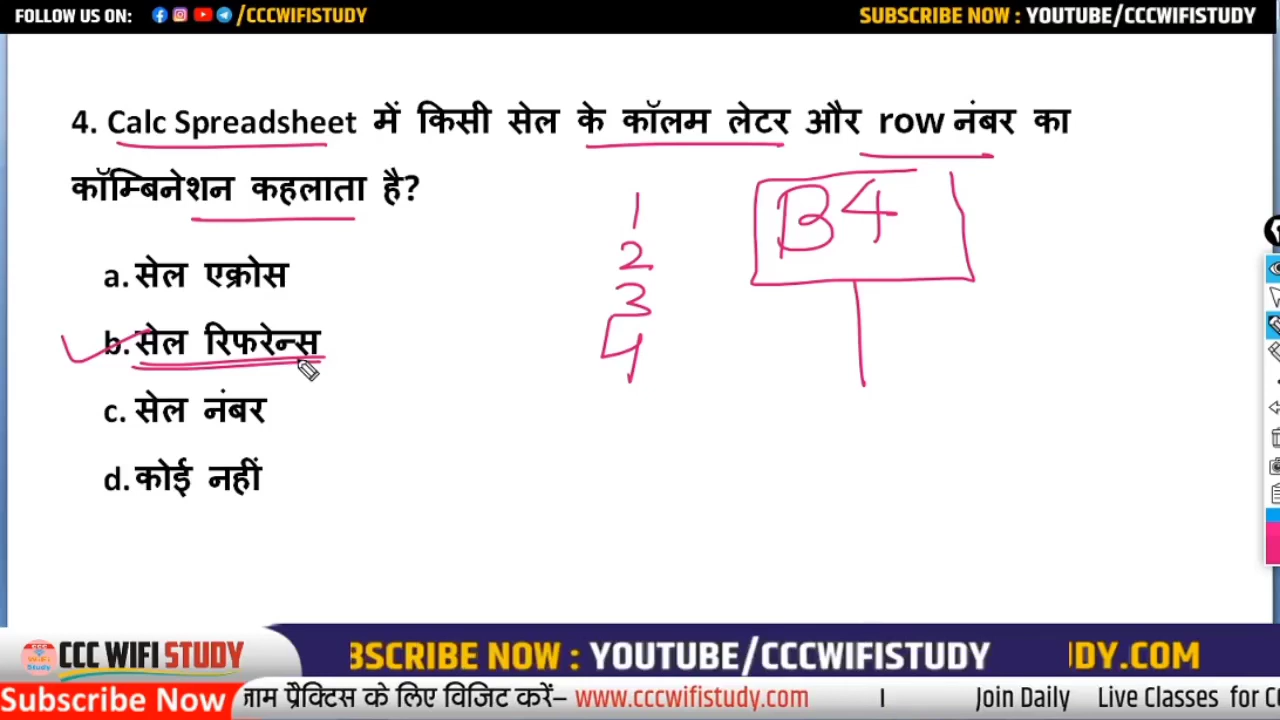 FOLLOW US ON: /CCCWIFISTUDY SUBSCRIBE NOW : YOUTUBE/CCCWIFISTUDY
4. Calc Spreadsheet में किसी सेल के कॉलम लेटर और row नंबर का
कॉम्बिनेशन कहलाता है?
a. सेल एक्रोस
b. सेल रिफरेन्स
c. सेल नंबर
d. कोई नहीं
B4
1
2
3
4
CCC WIFI STUDY BSCRIBE NOW : YOUTUBE/CCCWIFISTUDY UDY.COM
Subscribe Now जाम प्रैक्टिस के लिए विजिट करें– www.cccwifistudy.com I Join Daily Live Classes for C